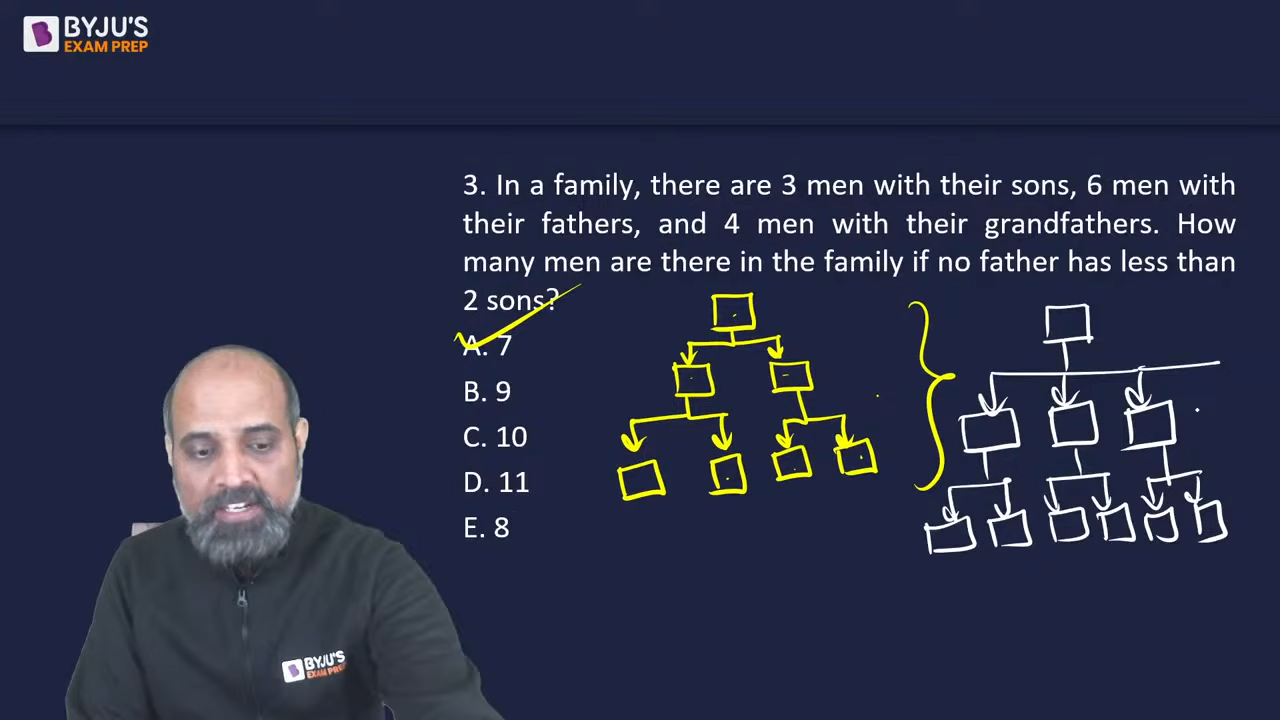 BYJU'S
EXAM PREP
3. In a family, there are 3 men with their sons, 6 men with
their fathers, and 4 men with their grandfathers. How
many men are there in the family if no father has less than
2 sons?
A. 7
B. 9
C. 10
D. 11
E. 8
BYJU'S
EXAM PREP